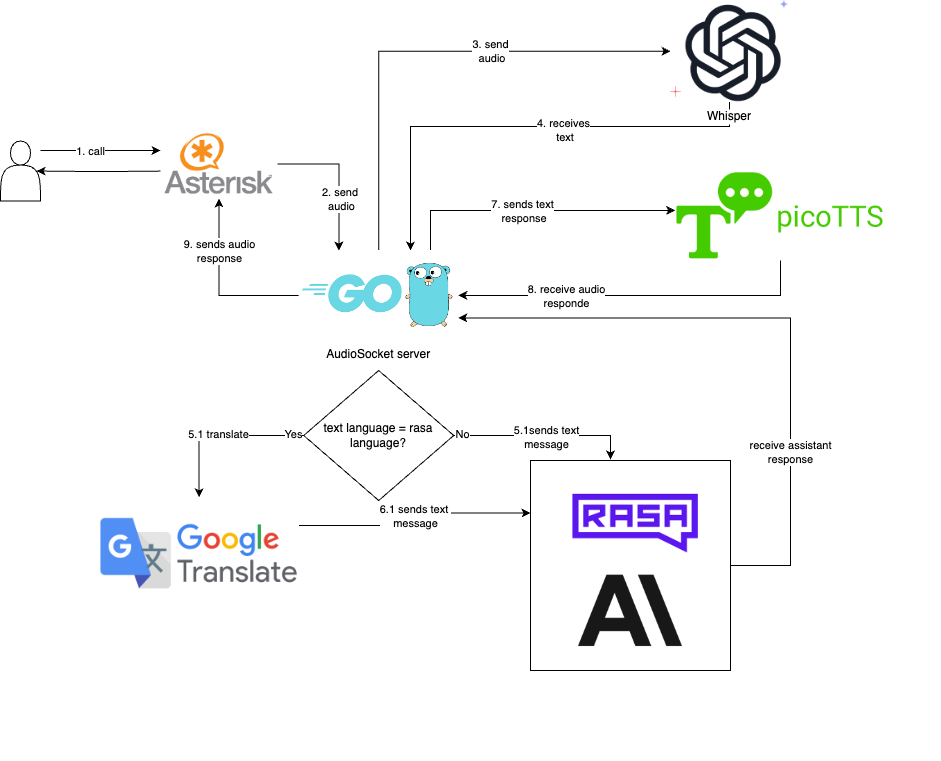 3. send
audio
Whisper
4. receives
text
1. call
Asterisk
2. send
audio
7. sends text
response
T
picoTTS
9. sends audio
response
GO
8. receive audio
responde
AudioSocket server
text language = rasa
language?
5.1 translate
Yes
No
5.1sends text
message
receive assistant
response
6.1 sends text
message
G 文
Google
Translate
RASA
A\